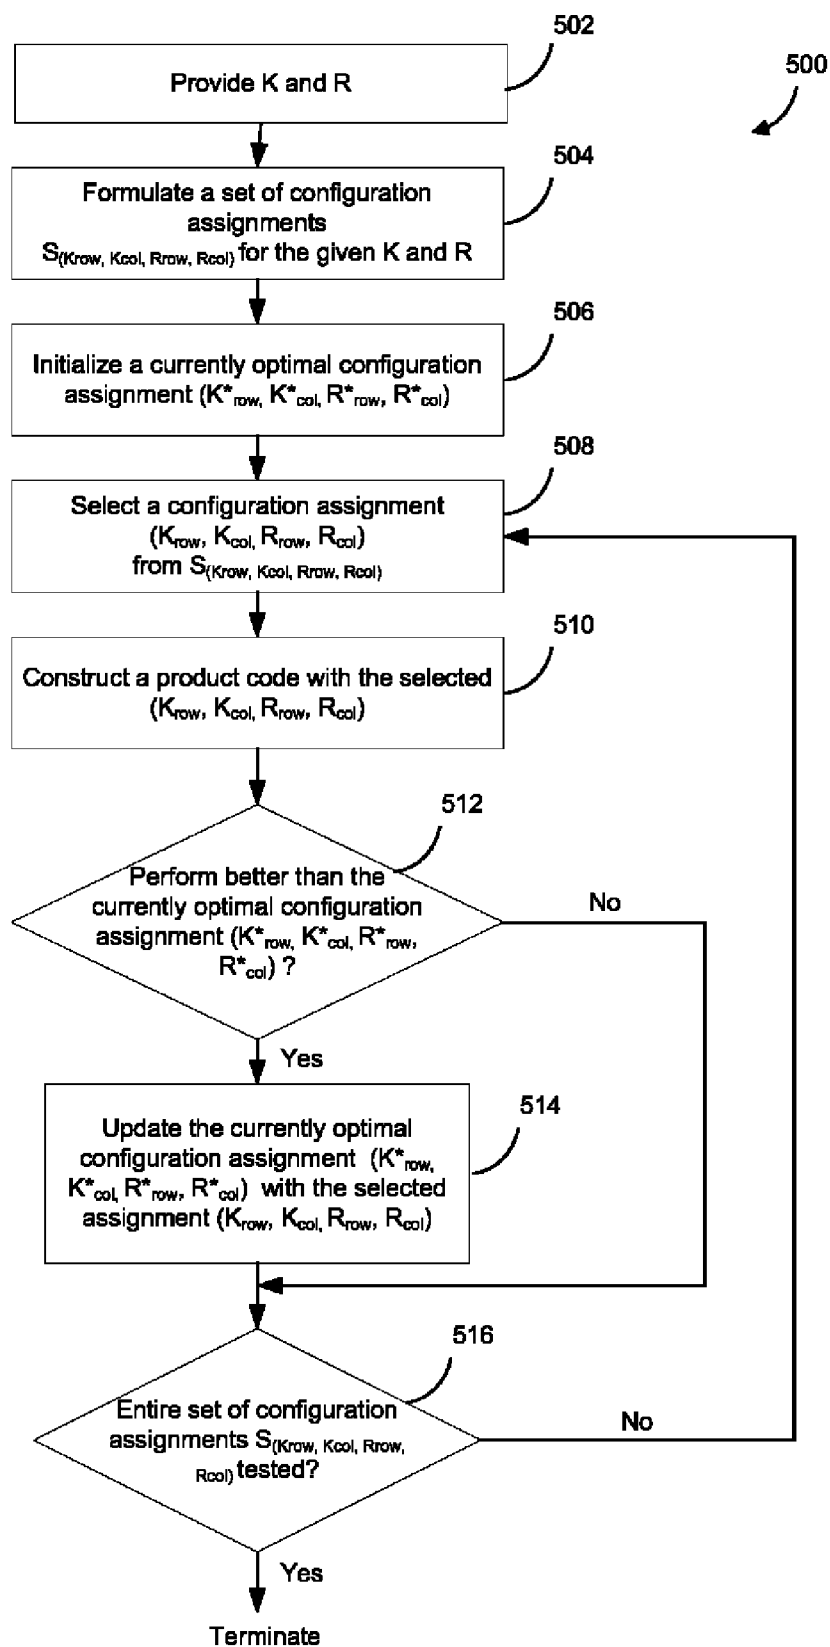 502
Provide K and R
500
504
Formulate a set of configuration
assignments
S(Krow, Kcol, Rrow, Rcol) for the given K and R
506
Initialize a currently optimal configuration
assignment (K*row, K*col, R*row, R*col)
508
Select a configuration assignment
(Krow, Kcol, Rrow, Rcol)
from S(Krow, Kcol, Rrow, Rcol)
510
Construct a product code with the selected
(Krow, Kcol, Rrow, Rcol)
512
Perform better than the
currently optimal configuration
assignment (K*row, K*col, R*row,
R*col) ?
No
Yes
514
Update the currently optimal
configuration assignment (K*row,
K*col, R*row, R*col) with the selected
assignment (Krow, Kcol, Rrow, Rcol)
516
Entire set of configuration
assignments S(Krow, Kcol, Rrow,
Rcol) tested?
No
Yes
Terminate